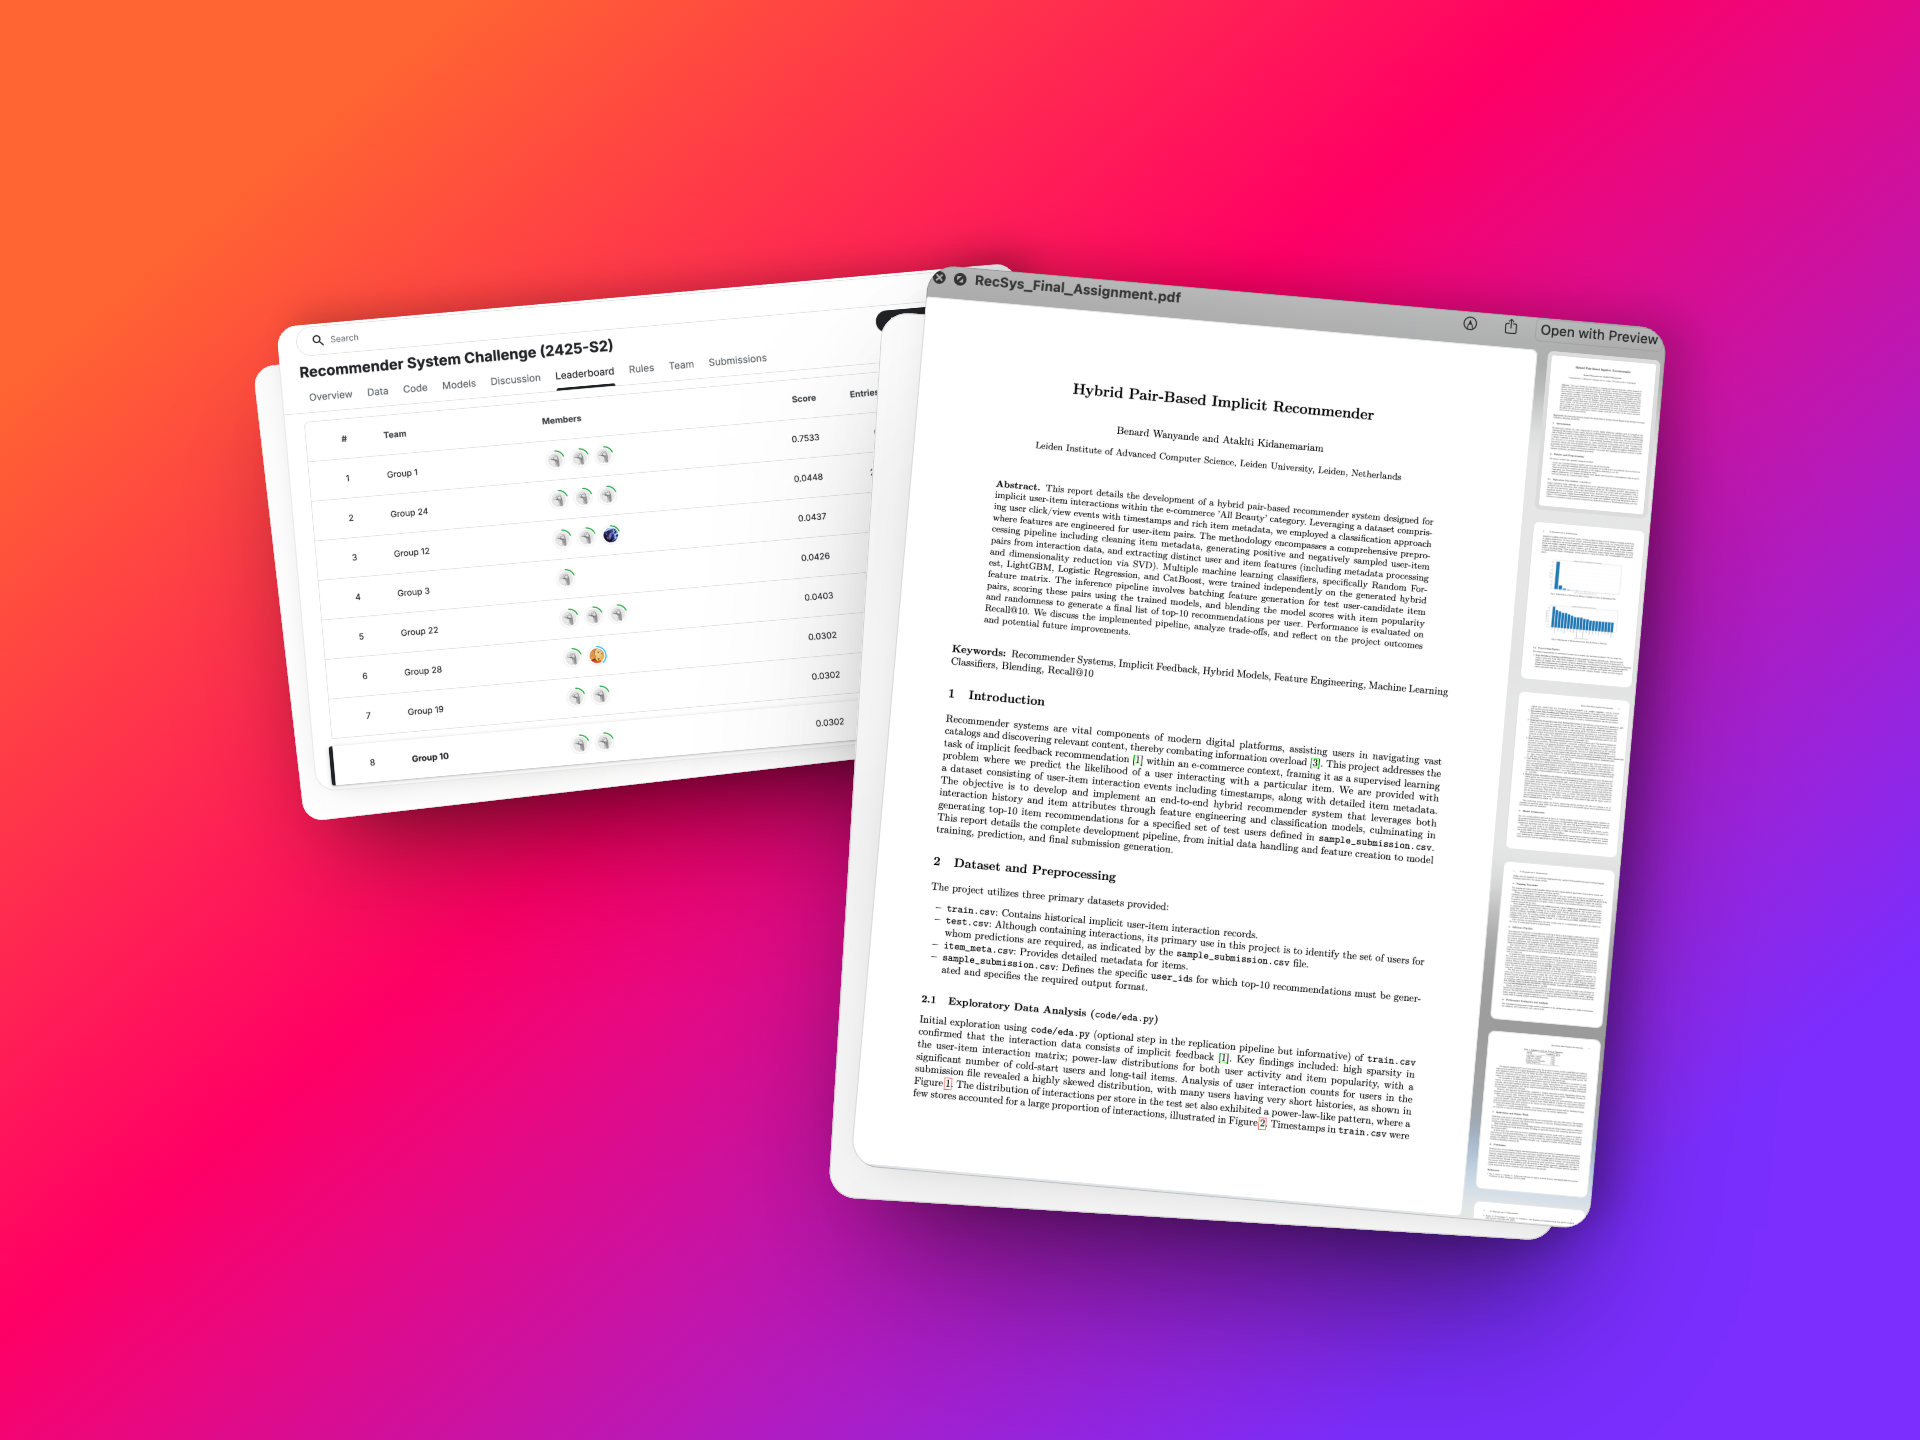 Search
Recommender System Challenge (2425-S2)
Overview Data Code Models Discussion Leaderboard Rules Team Submissions
# Team Members Score Entries
1 Group 1 0.7533
2 Group 24 0.0448
3 Group 12 0.0437
4 Group 3 0.0426
5 Group 22 0.0403
6 Group 28 0.0302
7 Group 19 0.0302
8 Group 10 0.0302
RecSys_Final_Assignment.pdf
Open with Preview
Hybrid Pair-Based Implicit Recommender
Benard Wanyande and Ataklti Kidanemariam
Leiden Institute of Advanced Computer Science, Leiden University, Leiden, Netherlands
Abstract. This report details the development of a hybrid pair-based recommender system designed for
implicit user-item interactions within the e-commerce 'All Beauty' category. Leveraging a dataset compris-
ing user click/view events with timestamps and rich item metadata, we employed a classification approach
where features are engineered for user-item pairs. The methodology encompasses a comprehensive prepro-
cessing pipeline including cleaning item metadata, generating positive and negatively sampled user-item
pairs from interaction data, and extracting distinct user and item features (including metadata processing
and dimensionality reduction via SVD). Multiple machine learning classifiers, specifically Random For-
est, LightGBM, Logistic Regression, and CatBoost, were trained independently on the generated hybrid
feature matrix. The inference pipeline involves batching feature generation for test user-candidate item
pairs, scoring these pairs using the trained models, and blending the model scores with item popularity
and randomness to generate a final list of top-10 recommendations per user. Performance is evaluated on
Recall@10. We discuss the implemented pipeline, analyze trade-offs, and reflect on the project outcomes
and potential future improvements.
Keywords: Recommender Systems, Implicit Feedback, Hybrid Models, Feature Engineering, Machine Learning
Classifiers, Blending, Recall@10
1 Introduction
Recommender systems are vital components of modern digital platforms, assisting users in navigating vast
catalogs and discovering relevant content, thereby combating information overload [3]. This project addresses the
task of implicit feedback recommendation [1] within an e-commerce context, framing it as a supervised learning
problem where we predict the likelihood of a user interacting with a particular item. We are provided with
a dataset consisting of user-item interaction events including timestamps, along with detailed item metadata.
The objective is to develop and implement an end-to-end hybrid recommender system that leverages both
interaction history and item attributes through feature engineering and classification models, culminating in
generating top-10 item recommendations for a specified set of test users defined in sample_submission.csv.
This report details the complete development pipeline, from initial data handling and feature creation to model
training, prediction, and final submission generation.
2 Dataset and Preprocessing
The project utilizes three primary datasets provided:
– train.csv: Contains historical implicit user-item interaction records.
– test.csv: Although containing interactions, its primary use in this project is to identify the set of users for
whom predictions are required, as indicated by the sample_submission.csv file.
– item_meta.csv: Provides detailed metadata for items.
– sample_submission.csv: Defines the specific user_ids for which top-10 recommendations must be gener-
ated and specifies the required output format.
2.1 Exploratory Data Analysis (code/eda.py)
Initial exploration using code/eda.py (optional step in the replication pipeline but informative) of train.csv
confirmed that the interaction data consists of implicit feedback [1]. Key findings included: high sparsity in
the user-item interaction matrix; power-law distributions for both user activity and item popularity, with a
significant number of cold-start users and long-tail items. Analysis of user interaction counts for users in the
submission file revealed a highly skewed distribution, with many users having very short histories, as shown in
Figure 1. The distribution of interactions per store in the test set also exhibited a power-law-like pattern, where a
few stores accounted for a large proportion of interactions, illustrated in Figure 2. Timestamps in train.csv were